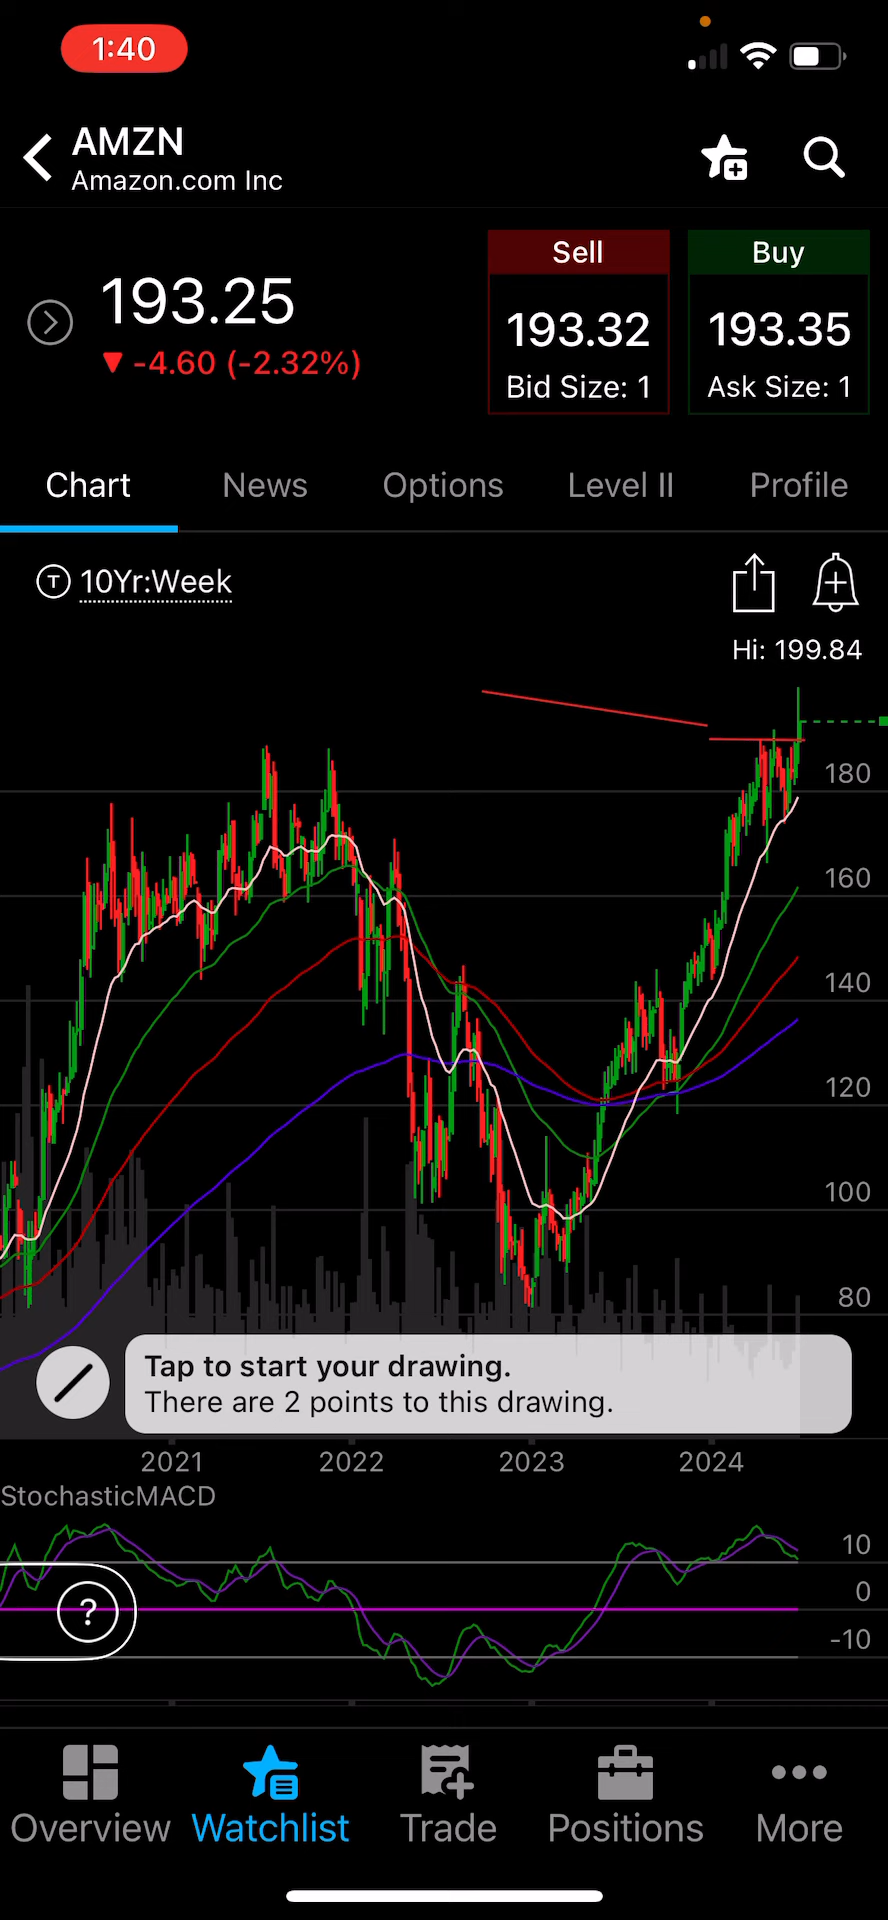 1:40
AMZN
Amazon.com Inc
193.25
-4.60 (-2.32%)
Sell
193.32
Bid Size: 1
Buy
193.35
Ask Size: 1
Chart News Options Level II Profile
T 10Yr:Week
Hi: 199.84
180
160
140
120
100
80
Tap to start your drawing.
There are 2 points to this drawing.
2021 2022 2023 2024
StochasticMACD
10
0
-10
?
Overview Watchlist Trade Positions More